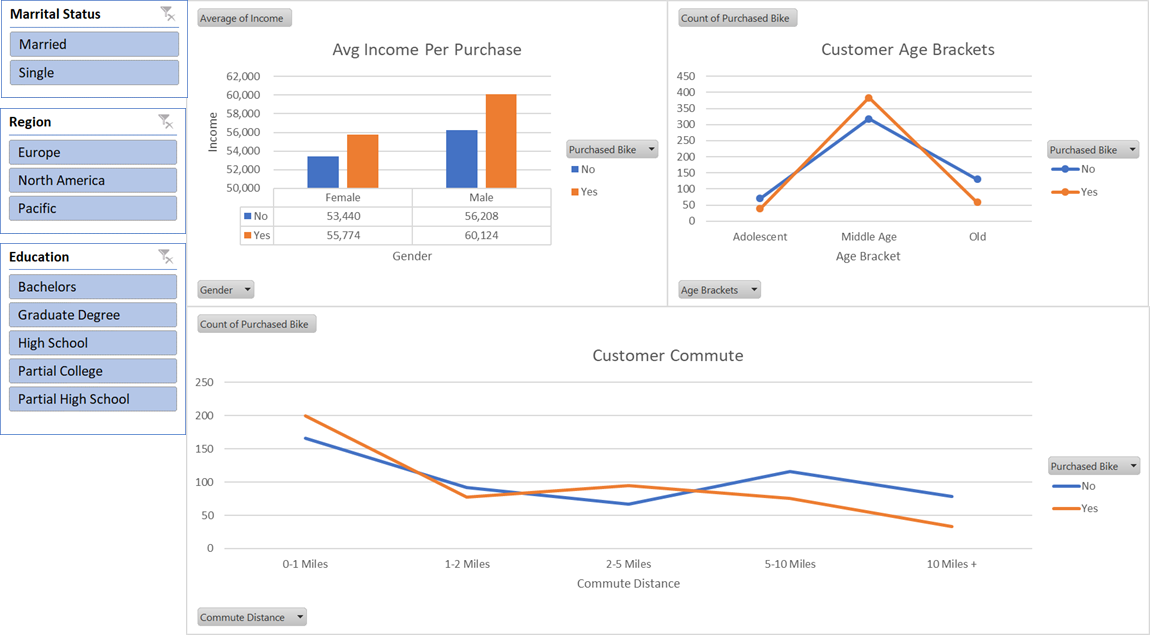 Marrital Status
Married
Single
Region
Europe
North America
Pacific
Education
Bachelors
Graduate Degree
High School
Partial College
Partial High School
Average of Income
Avg Income Per Purchase
62,000
60,000
58,000
56,000
54,000
52,000
50,000
Income
Female Male
No 53,440 56,208
Yes 55,774 60,124
Gender
Purchased Bike
No
Yes
Gender
Count of Purchased Bike
Customer Age Brackets
450
400
350
300
250
200
150
100
50
0
Adolescent Middle Age Old
Age Bracket
Purchased Bike
No
Yes
Age Brackets
Count of Purchased Bike
Customer Commute
250
200
150
100
50
0
0-1 Miles 1-2 Miles 2-5 Miles 5-10 Miles 10 Miles +
Commute Distance
Purchased Bike
No
Yes
Commute Distance